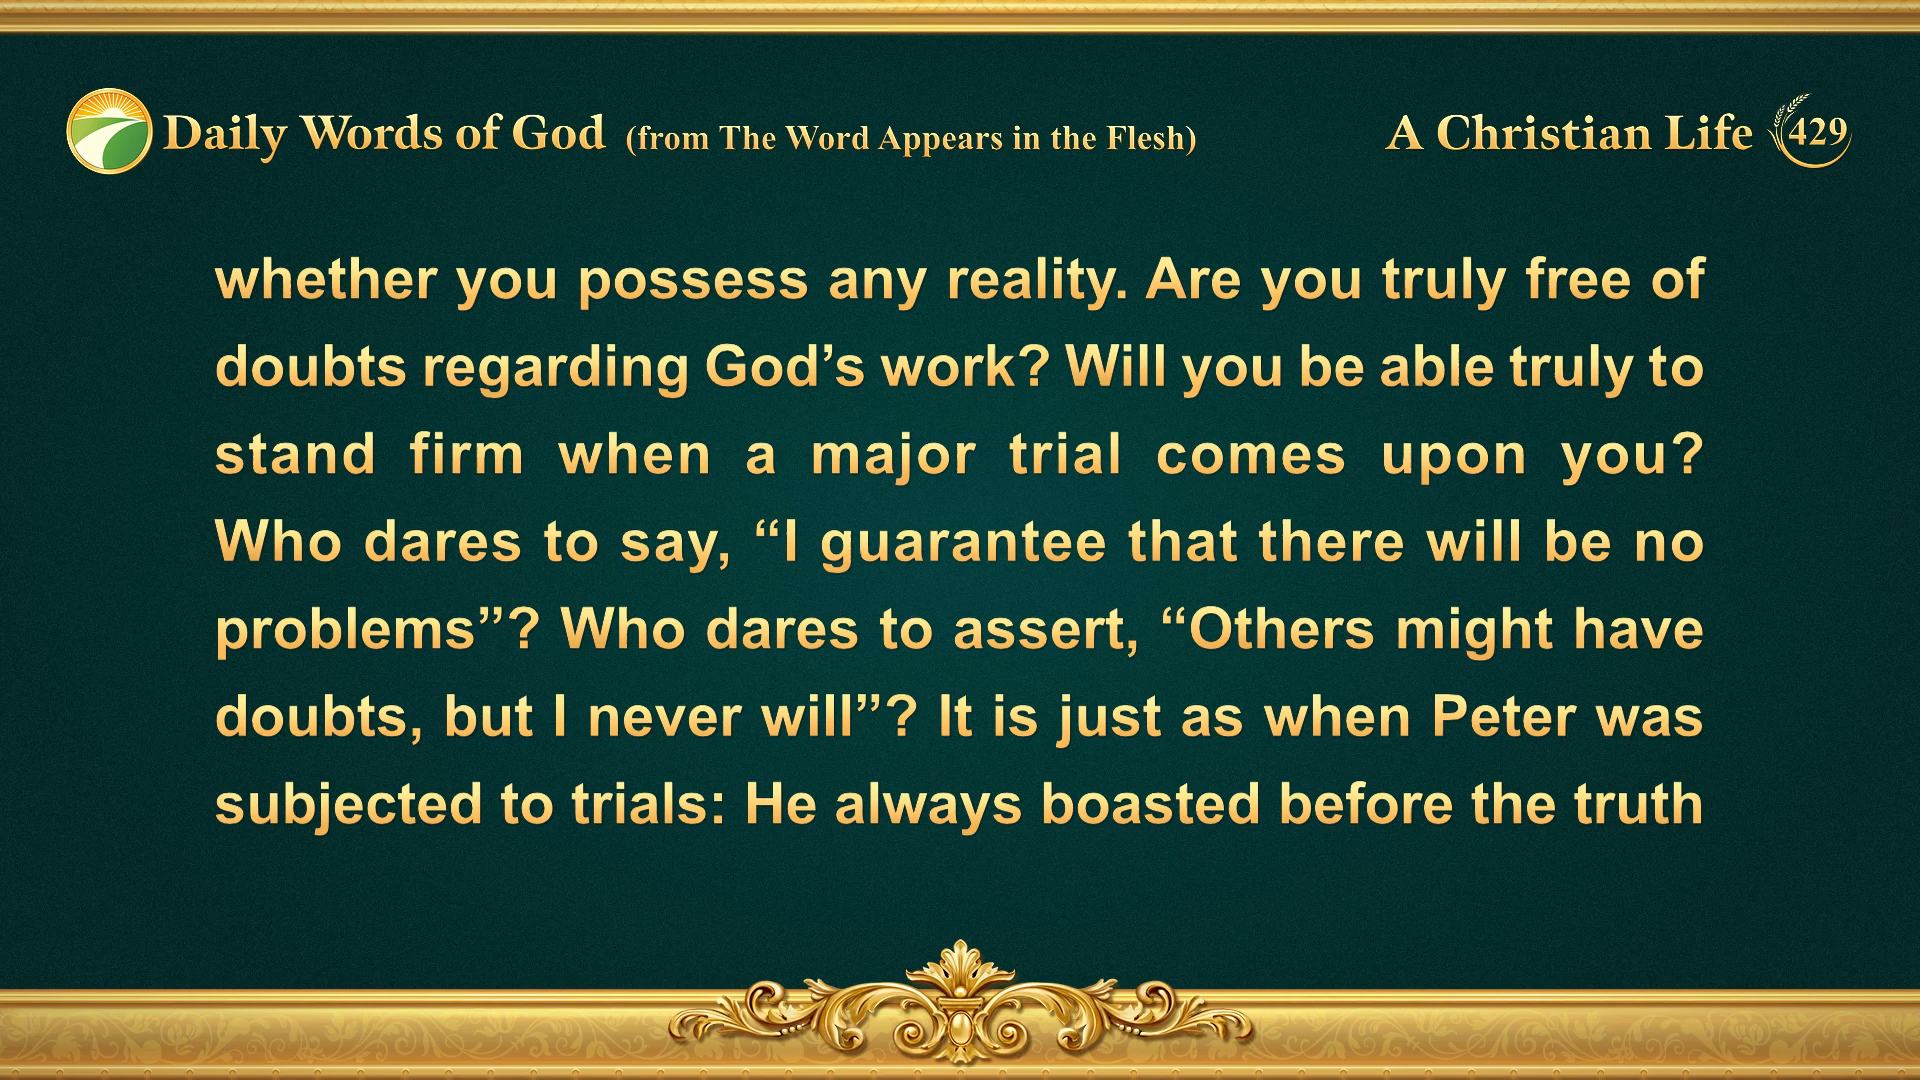 Daily Words of God (from The Word Appears in the Flesh)
A Christian Life 429
whether you possess any reality. Are you truly free of
doubts regarding God’s work? Will you be able truly to
stand firm when a major trial comes upon you?
Who dares to say, “I guarantee that there will be no
problems”? Who dares to assert, “Others might have
doubts, but I never will”? It is just as when Peter was
subjected to trials: He always boasted before the truth